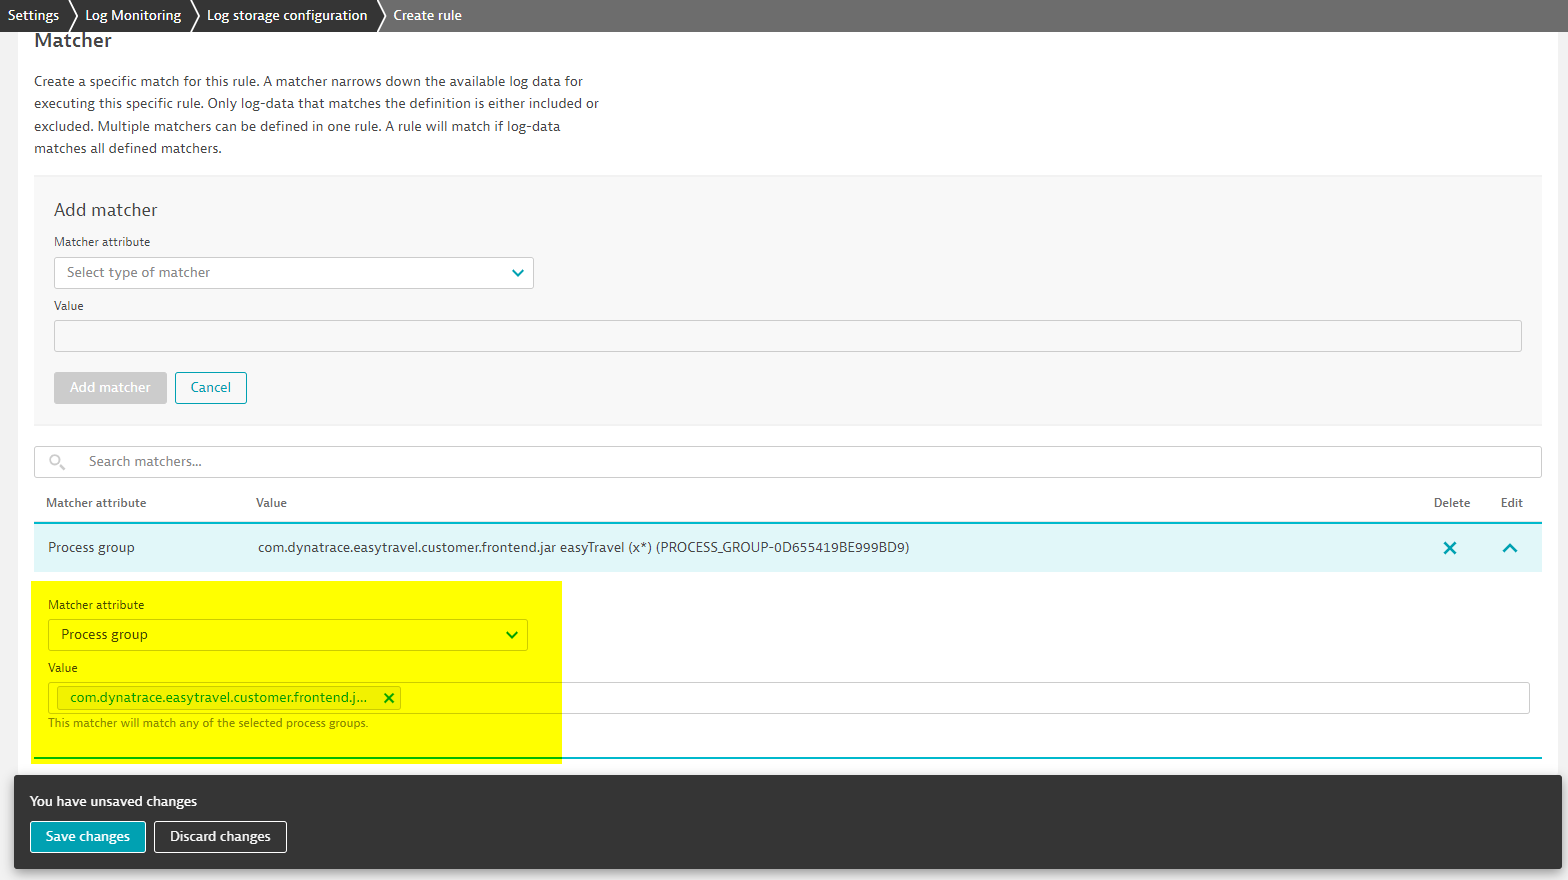 Settings
Log Monitoring
Log storage configuration
Create rule
Matcher
Create a specific match for this rule. A matcher narrows down the available log data for
executing this specific rule. Only log-data that matches the definition is either included or
excluded. Multiple matchers can be defined in one rule. A rule will match if log-data
matches all defined matchers.
Add matcher
Matcher attribute
Select type of matcher
Value
Add matcher
Cancel
Search matchers...
Matcher attribute
Value
Delete
Edit
Process group
com.dynatrace.easytravel.customer.frontend.jar easyTravel (x*) (PROCESS_GROUP-0D655419BE999BD9)
Matcher attribute
Process group
Value
com.dynatrace.easytravel.customer.frontend.j...
This matcher will match any of the selected process groups.
You have unsaved changes
Save changes
Discard changes